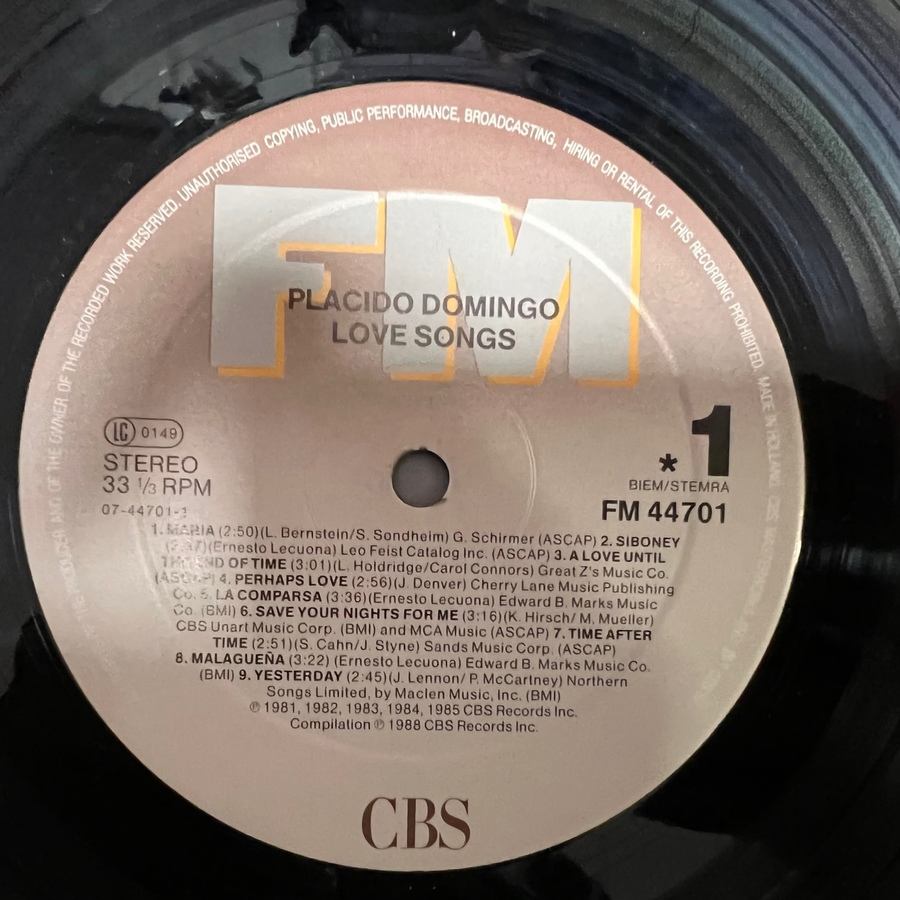 UNAUTHORISED COPYING, PUBLIC PERFORMANCE, BROADCASTING, HIRING OR RENTAL OF THIS RECORDING PROHIBITED. MADE IN HOLLAND.
AND OF THE OWNER OF THE RECORDED WORK RESERVED.
FM
PLACIDO DOMINGO
LOVE SONGS
LC 0149
STEREO
33 1/3 RPM
07-44701-1
* 1
BIEM/STEMRA
FM 44701
1. MARIA (2:50)(L. Bernstein/S. Sondheim) G. Schirmer (ASCAP) 2. SIBONEY
(Ernesto Lecuona) Leo Feist Catalog Inc. (ASCAP) 3. A LOVE UNTIL
THE END OF TIME (3:01)(L. Holdridge/Carol Connors) Great Z's Music Co.
(ASCAP) 4. PERHAPS LOVE (2:56)(J. Denver) Cherry Lane Music Publishing
Co. 5. LA COMPARSA (3:36)(Ernesto Lecuona) Edward B. Marks Music
Co. (BMI) 6. SAVE YOUR NIGHTS FOR ME (3:16)(K. Hirsch/ M. Mueller)
CBS Unart Music Corp. (BMI) and MCA Music (ASCAP) 7. TIME AFTER
TIME (2:51)(S. Cahn/J. Styne) Sands Music Corp. (ASCAP)
8. MALAGUEÑA (3:22) (Ernesto Lecuona) Edward B. Marks Music Co.
(BMI) 9. YESTERDAY (2:45)(J. Lennon/ P. McCartney) Northern
Songs Limited, by Maclen Music, Inc. (BMI)
℗ 1981, 1982, 1983, 1984, 1985 CBS Records Inc.
Compilation ℗ 1988 CBS Records Inc.
CBS